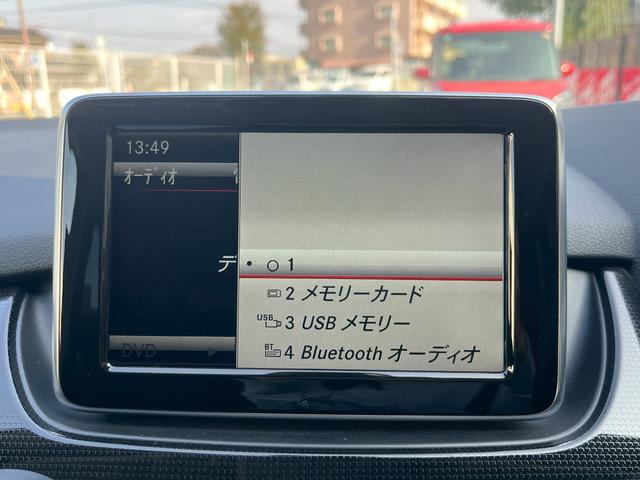 13:49
オーディオ
デ
DVD
1
2 メモリーカード
USB 3 USB メモリー
BT 4 Bluetooth オーディオ